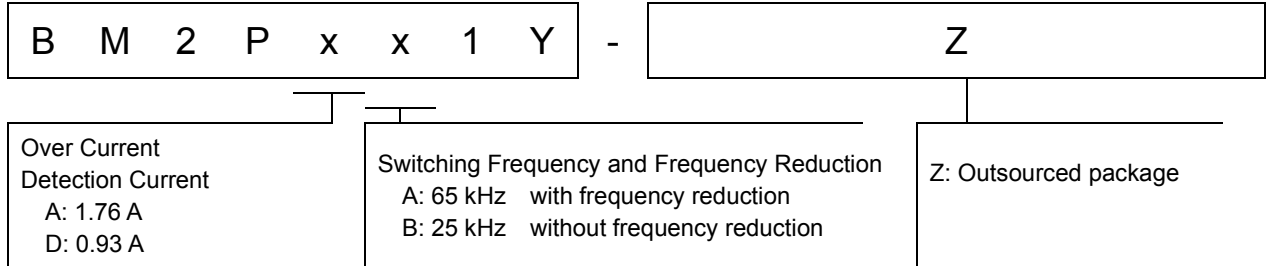 B M 2 P x x 1 Y - Z
Over Current
Detection Current
A: 1.76 A
D: 0.93 A
Switching Frequency and Frequency Reduction
A: 65 kHz with frequency reduction
B: 25 kHz without frequency reduction
Z: Outsourced package